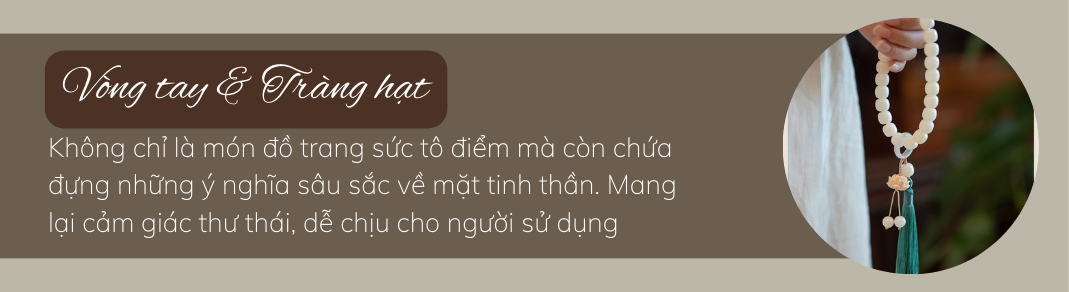 Vòng tay & Tràng hạt
Không chỉ là món đồ trang sức tô điểm mà còn chứa
đựng những ý nghĩa sâu sắc về mặt tinh thần. Mang
lại cảm giác thư thái, dễ chịu cho người sử dụng